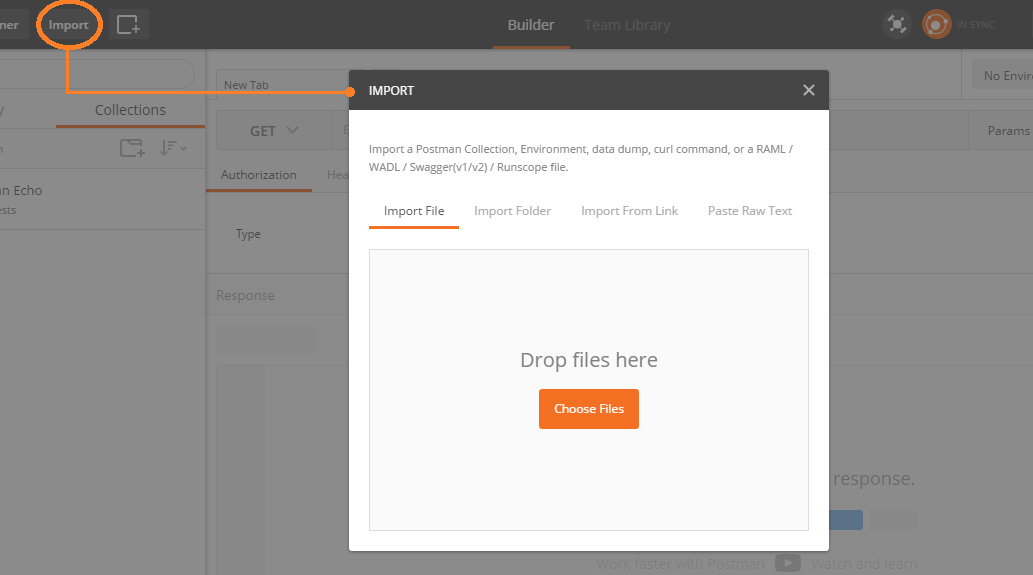 ner
Import
Builder
Team Library
IN SYNC
New Tab
No Enviro
Collections
GET
Params
Authorization
Hea
n Echo
ests
Type
Response
IMPORT
Import a Postman Collection, Environment, data dump, curl command, or a RAML /
WADL / Swagger(v1/v2) / Runscope file.
Import File
Import Folder
Import From Link
Paste Raw Text
Drop files here
Choose Files
response.
Work faster with Postman
Watch and learn